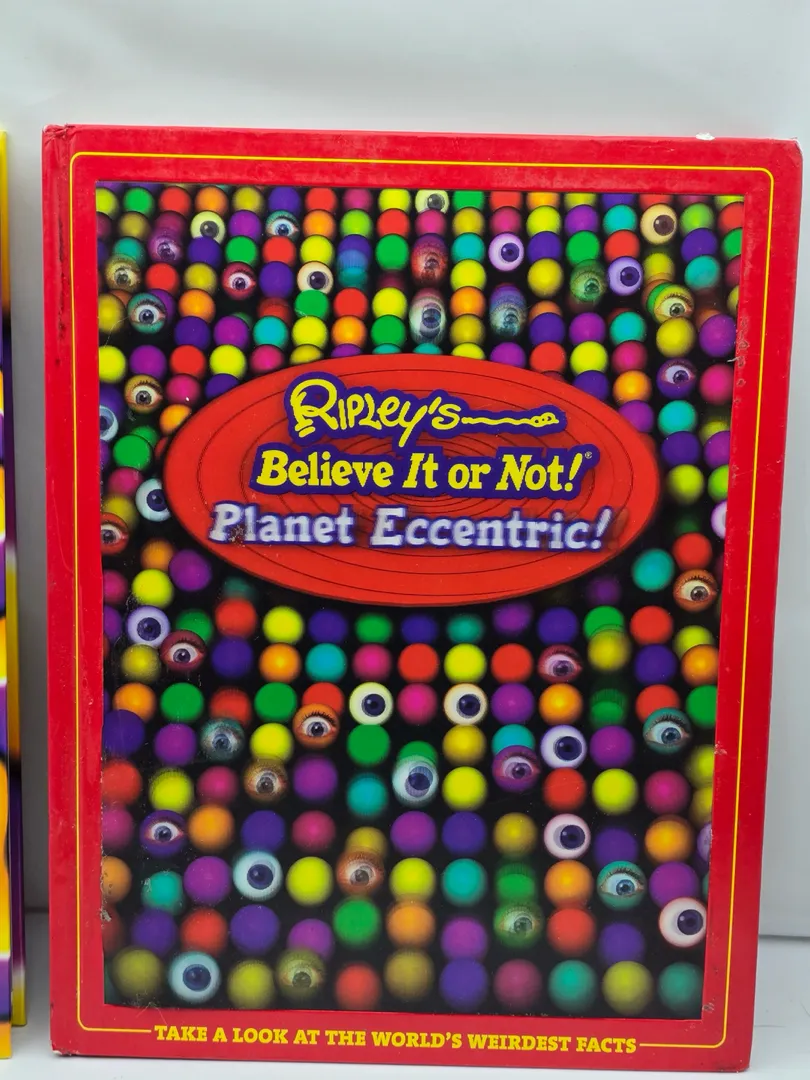 Ripley's
Believe It or Not!®
Planet Eccentric!
TAKE A LOOK AT THE WORLD'S WEIRDEST FACTS